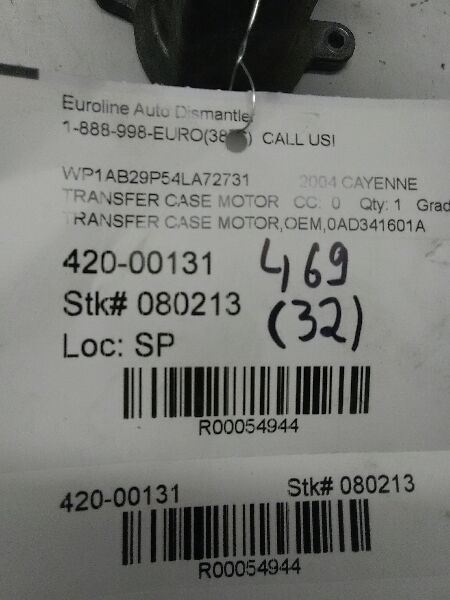 Euroline Auto Dismantler
1-888-998-EURO(3876) CALL US!
WP1AB29P54LA72731 2004 CAYENNE
TRANSFER CASE MOTOR CC: 0 Qty: 1 Grad
TRANSFER CASE MOTOR,OEM,0AD341601A
420-00131 469
Stk# 080213 (32)
Loc: SP
R00054944
420-00131 Stk# 080213
R00054944